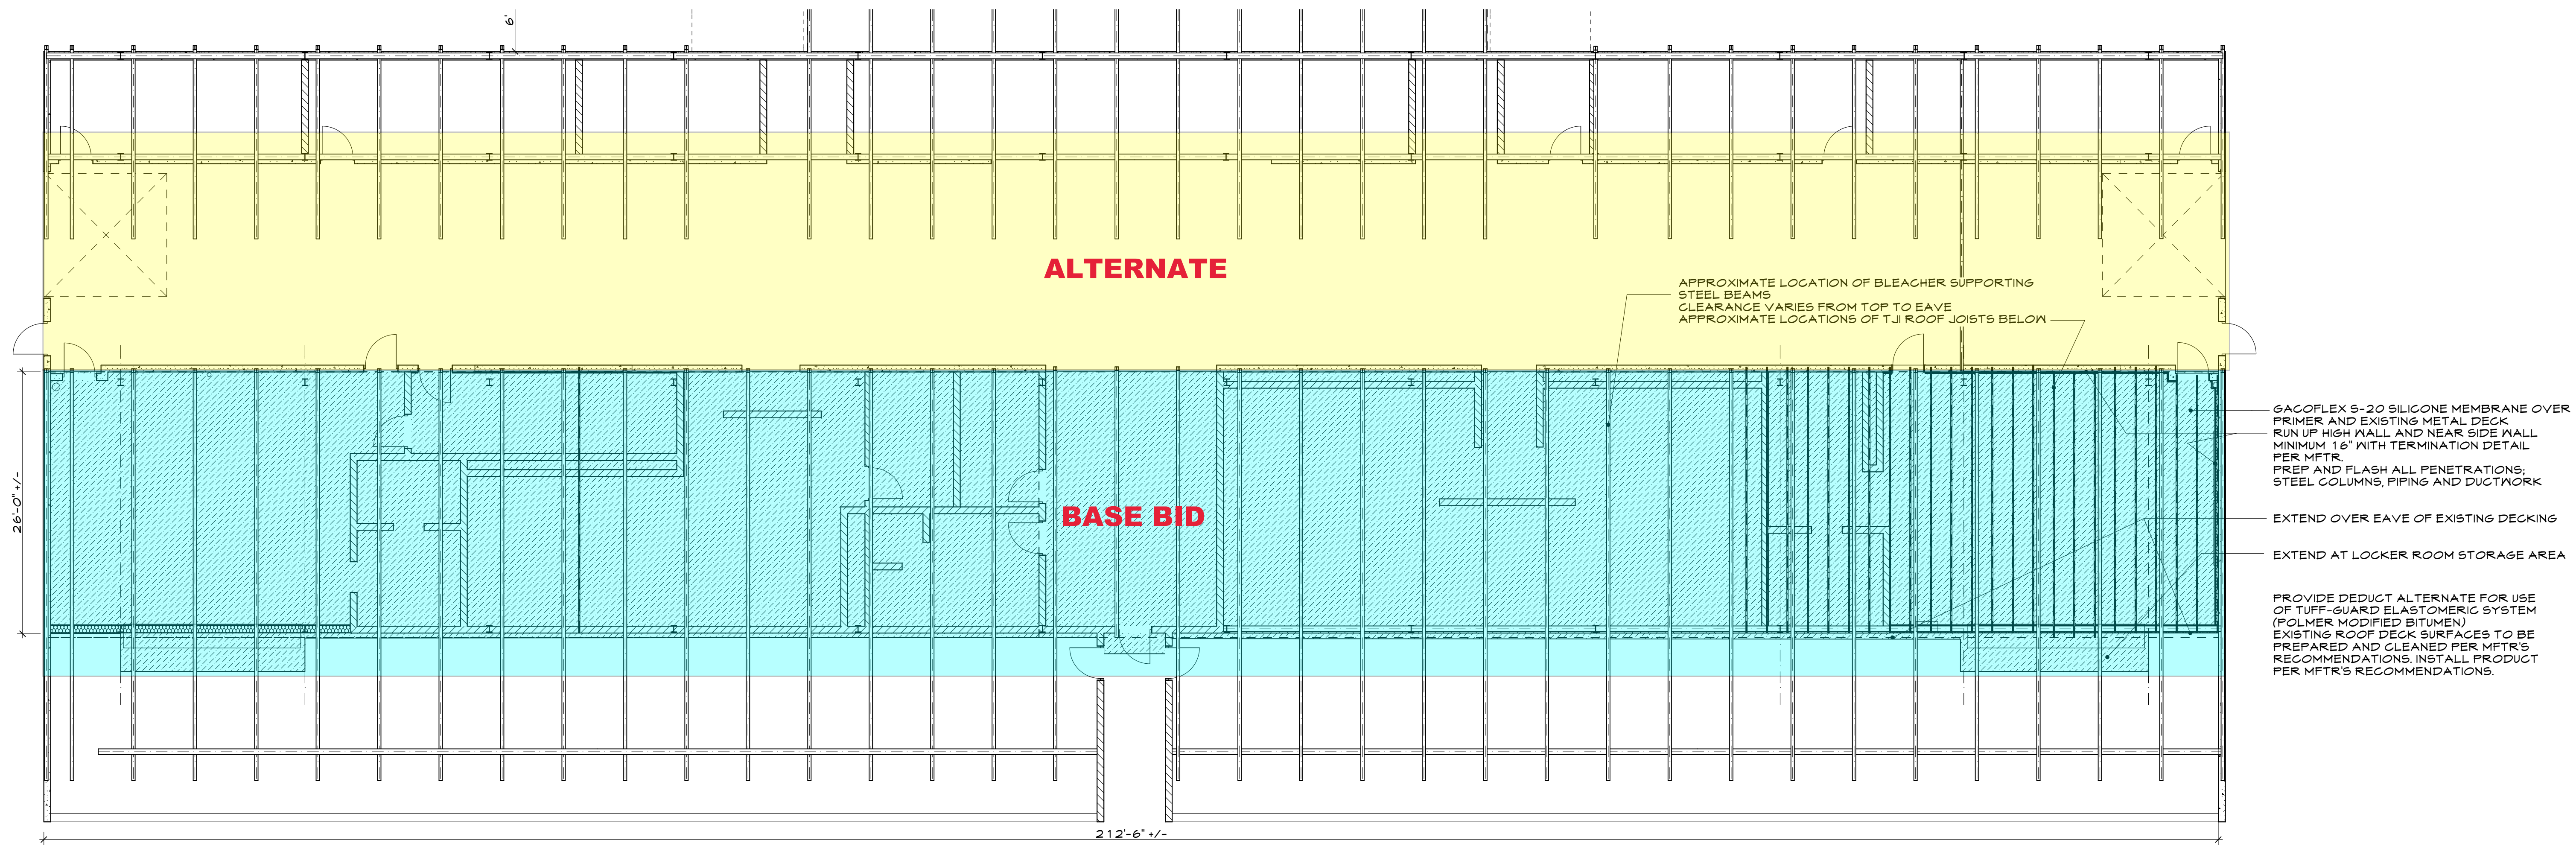 6'
ALTERNATE
APPROXIMATE LOCATION OF BLEACHER SUPPORTING
STEEL BEAMS
CLEARANCE VARIES FROM TOP TO EAVE
APPROXIMATE LOCATIONS OF TJI ROOF JOISTS BELOW
26'-0" +/-
BASE BID
GACOFLEX S-20 SILICONE MEMBRANE OVER
PRIMER AND EXISTING METAL DECK
RUN UP HIGH WALL AND NEAR SIDE WALL
MINIMUM 16" WITH TERMINATION DETAIL
PER MFTR.
PREP AND FLASH ALL PENETRATIONS;
STEEL COLUMNS, PIPING AND DUCTWORK
EXTEND OVER EAVE OF EXISTING DECKING
EXTEND AT LOCKER ROOM STORAGE AREA
PROVIDE DEDUCT ALTERNATE FOR USE
OF TUFF-GUARD ELASTOMERIC SYSTEM
(POLMER MODIFIED BITUMEN)
EXISTING ROOF DECK SURFACES TO BE
PREPARED AND CLEANED PER MFTR'S
RECOMMENDATIONS. INSTALL PRODUCT
PER MFTR'S RECOMMENDATIONS.
212'-6" +/-